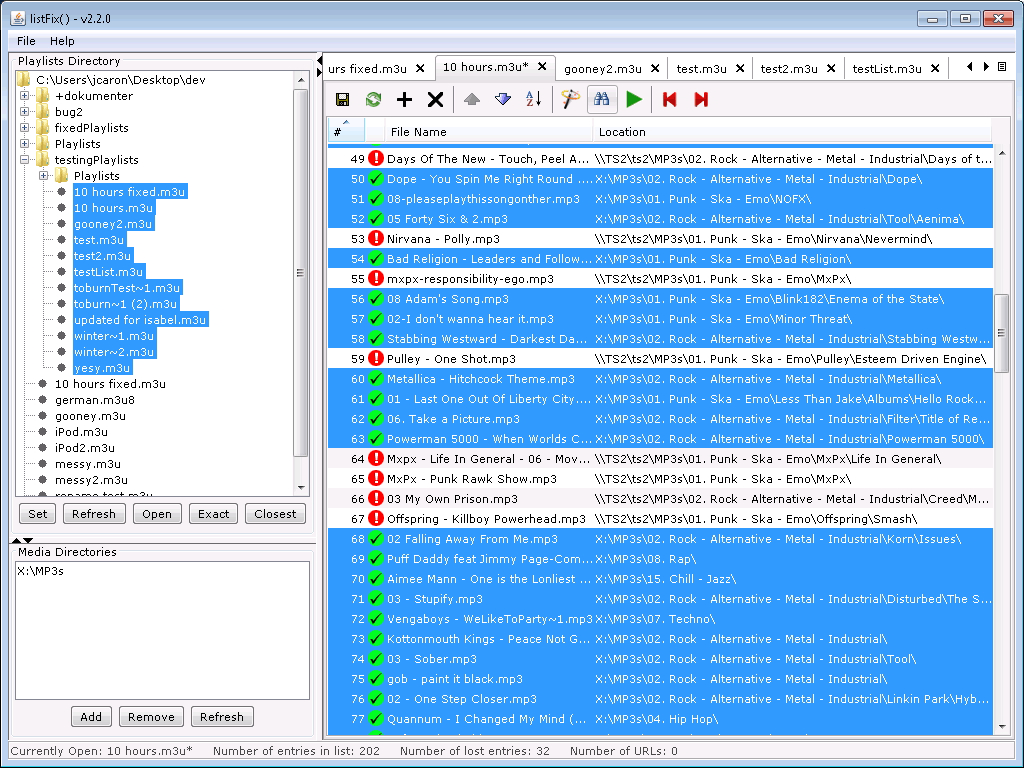 listFix( ) - v2.2.0
File Help
Playlists Directory
C:\Users\jcaron\Desktop\dev
+dokumenter
bug2
fixedPlaylists
Playlists
testingPlaylists
Playlists
10 hours fixed.m3u
10 hours.m3u
gooney2.m3u
test.m3u
test2.m3u
testList.m3u
toburnTest~1.m3u
toburn~1 (2).m3u
updated for isabel.m3u
winter~1.m3u
winter~2.m3u
yesy.m3u
10 hours fixed.m3u
german.m3u8
gooney.m3u
iPod.m3u
iPod2.m3u
messy.m3u
messy2.m3u
rename test.m3u
Set Refresh Open Exact Closest
Media Directories
X:\MP3s
Add Remove Refresh
urs fixed.m3u 10 hours.m3u* gooney2.m3u test.m3u test2.m3u testList.m3u
# File Name Location
49 Days Of The New - Touch, Peel A... \\TS2\ts2\MP3s\02. Rock - Alternative - Metal - Industrial\Days of t...
50 Dope - You Spin Me Right Round .... X:\MP3s\02. Rock - Alternative - Metal - Industrial\Dope\
51 08-pleaseplaythissongonther.mp3 X:\MP3s\01. Punk - Ska - Emo\NOFX\
52 05 Forty Six & 2.mp3 X:\MP3s\02. Rock - Alternative - Metal - Industrial\Tool\Aenima\
53 Nirvana - Polly.mp3 \\TS2\ts2\MP3s\01. Punk - Ska - Emo\Nirvana\Nevermind\
54 Bad Religion - Leaders and Follow... X:\MP3s\01. Punk - Ska - Emo\Bad Religion\
55 mxpx-responsibility-ego.mp3 \\TS2\ts2\MP3s\01. Punk - Ska - Emo\MxPx\
56 08 Adam's Song.mp3 X:\MP3s\01. Punk - Ska - Emo\Blink182\Enema of the State\
57 02-I don't wanna hear it.mp3 X:\MP3s\01. Punk - Ska - Emo\Minor Threat\
58 Stabbing Westward - Darkest Da... X:\MP3s\02. Rock - Alternative - Metal - Industrial\Stabbing Westw...
59 Pulley - One Shot.mp3 \\TS2\ts2\MP3s\01. Punk - Ska - Emo\Pulley\Esteem Driven Engine\
60 Metallica - Hitchcock Theme.mp3 X:\MP3s\02. Rock - Alternative - Metal - Industrial\Metallica\
61 01 - Last One Out Of Liberty City.... X:\MP3s\01. Punk - Ska - Emo\Less Than Jake\Albums\Hello Rock...
62 06. Take a Picture.mp3 X:\MP3s\02. Rock - Alternative - Metal - Industrial\Filter\Title of Re...
63 Powerman 5000 - When Worlds C... X:\MP3s\02. Rock - Alternative - Metal - Industrial\Powerman 5000\
64 Mxpx - Life In General - 06 - Mov... \\TS2\ts2\MP3s\01. Punk - Ska - Emo\MxPx\Life In General\
65 MxPx - Punk Rawk Show.mp3 \\TS2\ts2\MP3s\01. Punk - Ska - Emo\MxPx\
66 03 My Own Prison.mp3 \\TS2\ts2\MP3s\02. Rock - Alternative - Metal - Industrial\Creed\M...
67 Offspring - Killboy Powerhead.mp3 \\TS2\ts2\MP3s\01. Punk - Ska - Emo\Offspring\Smash\
68 02 Falling Away From Me.mp3 X:\MP3s\02. Rock - Alternative - Metal - Industrial\Korn\Issues\
69 Puff Daddy feat Jimmy Page-Com... X:\MP3s\08. Rap\
70 Aimee Mann - One is the Lonliest ... X:\MP3s\15. Chill - Jazz\
71 03 - Stupify.mp3 X:\MP3s\02. Rock - Alternative - Metal - Industrial\Disturbed\The S...
72 Vengaboys - WeLikeToParty~1.mp3 X:\MP3s\07. Techno\
73 Kottonmouth Kings - Peace Not G... X:\MP3s\02. Rock - Alternative - Metal - Industrial\
74 03 - Sober.mp3 X:\MP3s\02. Rock - Alternative - Metal - Industrial\Tool\
75 gob - paint it black.mp3 X:\MP3s\02. Rock - Alternative - Metal - Industrial\
76 02 - One Step Closer.mp3 X:\MP3s\02. Rock - Alternative - Metal - Industrial\Linkin Park\Hyb...
77 Quannum - I Changed My Mind (... X:\MP3s\04. Hip Hop\
Currently Open: 10 hours.m3u* Number of entries in list: 202 Number of lost entries: 32 Number of URLs: 0